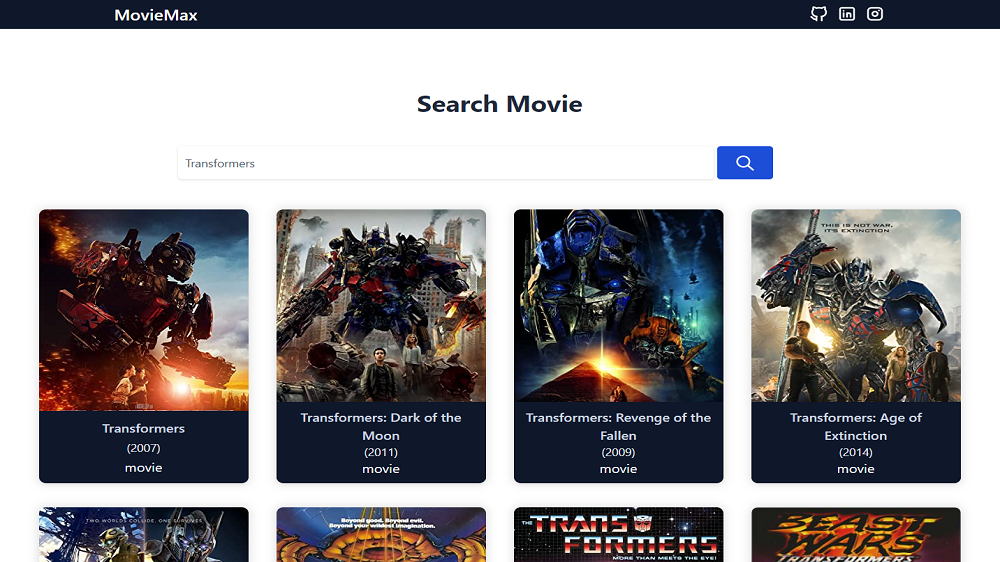 MovieMax
Search Movie
Transformers
THIS IS NOT WAR.
IT'S EXTINCTION
Transformers
(2007)
movie
Transformers: Dark of the
Moon
(2011)
movie
Transformers: Revenge of the
Fallen
(2009)
movie
Transformers: Age of
Extinction
(2014)
movie
TWO WORLDS COLLIDE. ONE SURVIVES
Beyond good. Beyond evil.
Beyond your wildest imagination.
THE TRANS
FORMERS
MORE THAN MEETS THE EYE!
BEAST
WARS
TRANSFORMERS